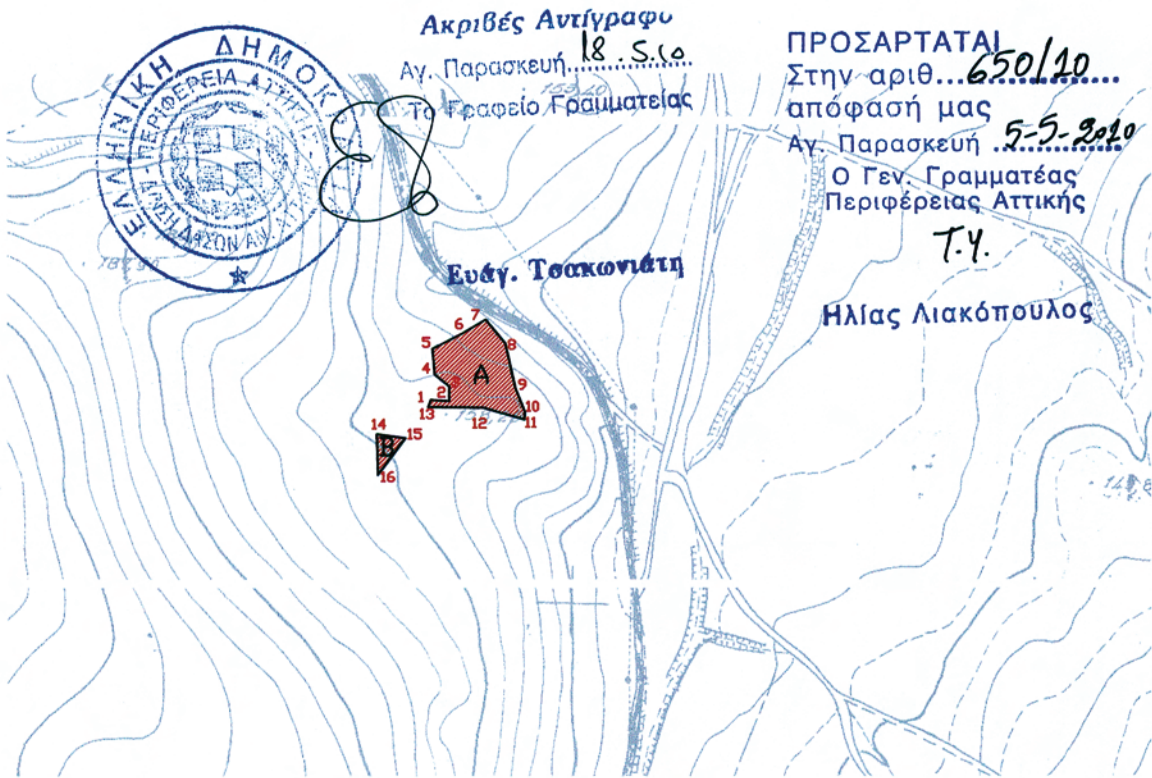 Ακριβές Αντίγραφο
Αγ. Παρασκευή 18.5.10
Το Γραφείο Γραμματείας
Ευάγ. Τσακωνιάτη
ΠΡΟΣΑΡΤΑΤΑΙ
Στην αριθ... 650/10
απόφασή μας
Αγ. Παρασκευή 5-5-2010
Ο Γεν. Γραμματέας
Περιφέρειας Αττικής
Τ.Υ.
Ηλίας Λιακόπουλος
ΕΛΛΗΝΙΚΗ ΔΗΜΟΚ
ΠΕΡΙΦΕΡΕΙΑ ΑΤΤΙΚΗΣ
7
6
5
8
4
A
3
9
1
2
10
13
12
11
14
15
B
16